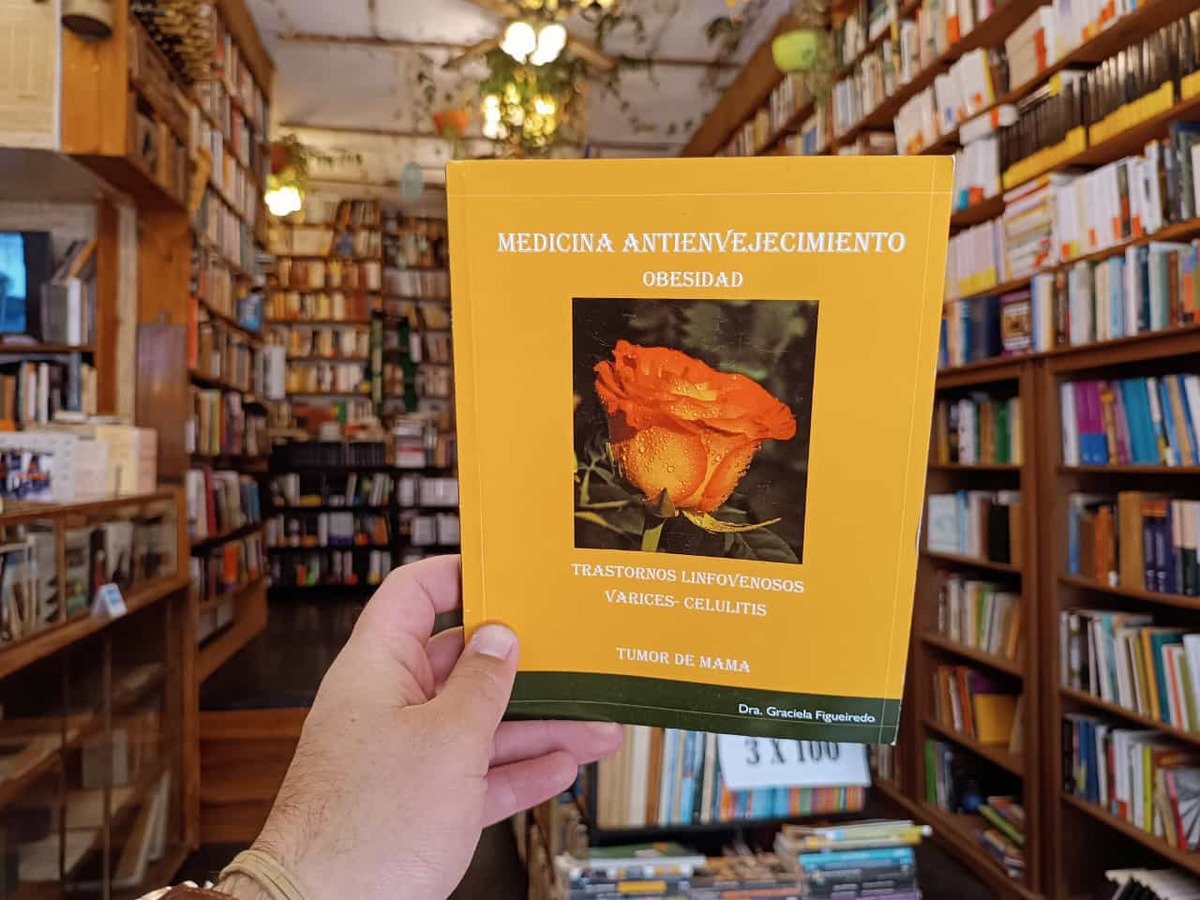 MEDICINA ANTIENVEJECIMIENTO
OBESIDAD
TRASTORNOS LINFOVENOSOS
VARICES- CELULITIS
TUMOR DE MAMA
Dra. Graciela Figueiredo
3 X 100